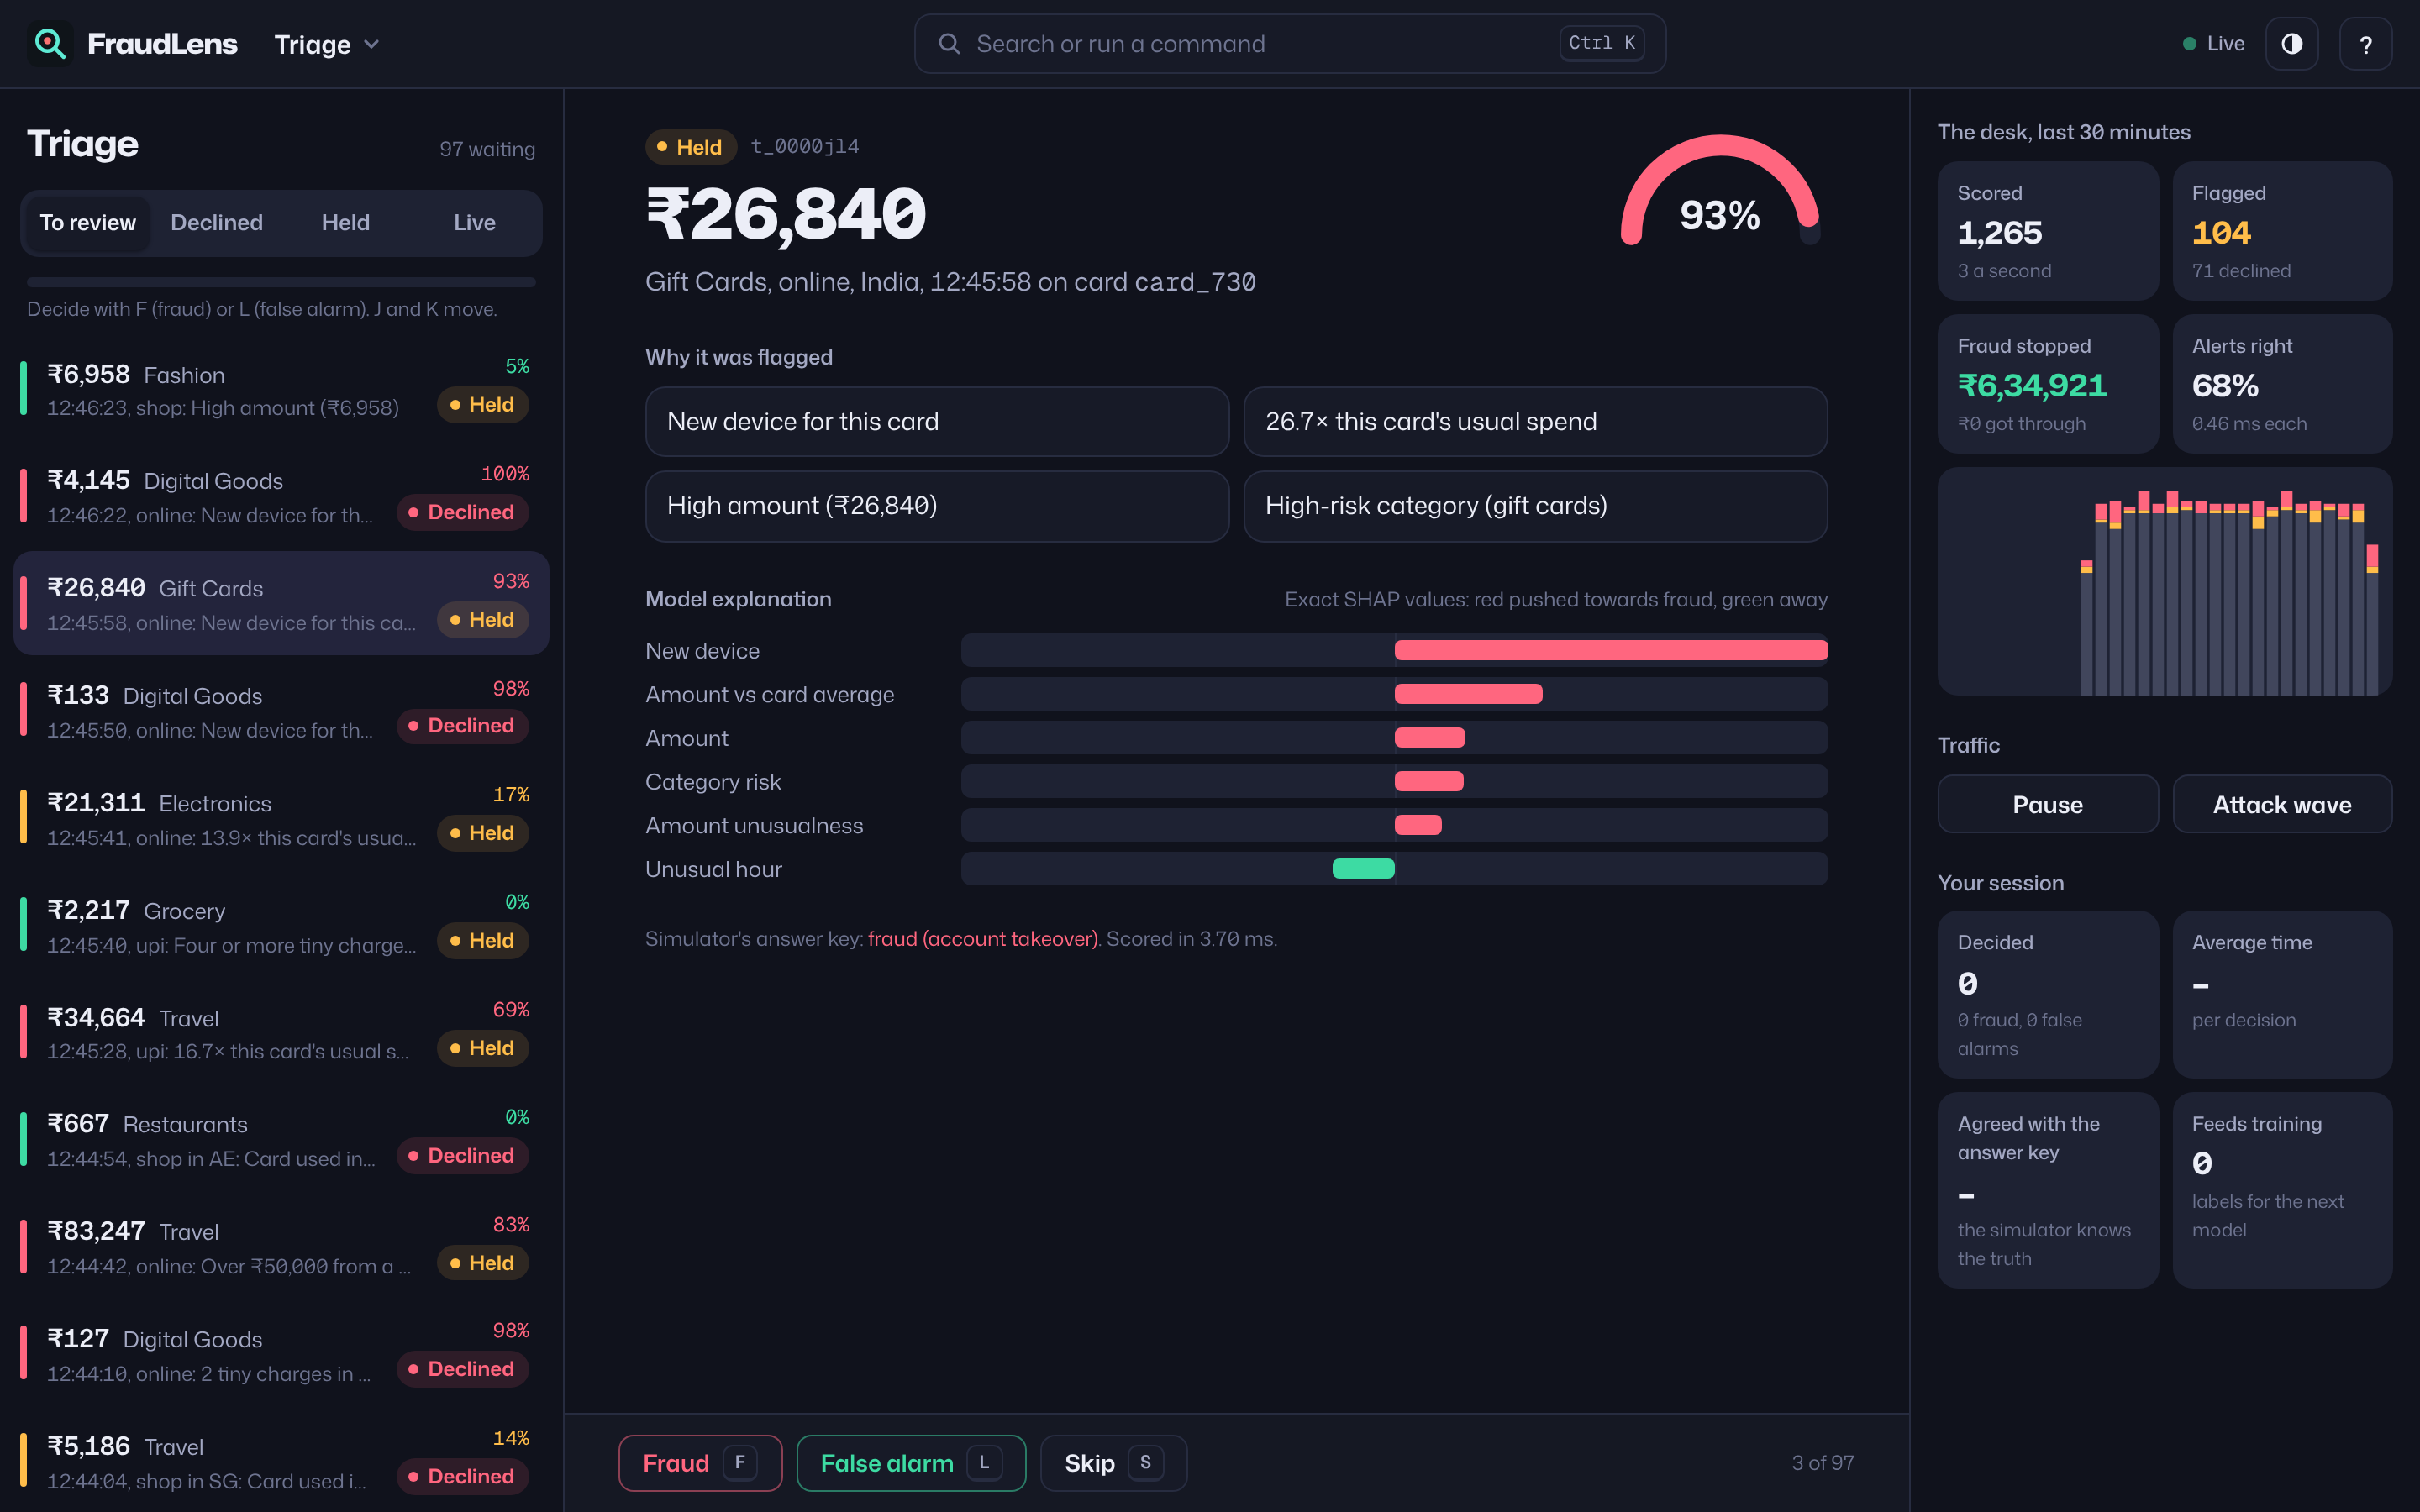 FraudLens
Triage
Search or run a command
Ctrl K
Live
?
Triage
97 waiting
To review
Declined
Held
Live
Decide with F (fraud) or L (false alarm). J and K move.
₹6,958 Fashion
5%
12:46:23, shop: High amount (₹6,958)
Held
₹4,145 Digital Goods
100%
12:46:22, online: New device for th...
Declined
₹26,840 Gift Cards
93%
12:45:58, online: New device for this ca...
Held
₹133 Digital Goods
98%
12:45:50, online: New device for th...
Declined
₹21,311 Electronics
17%
12:45:41, online: 13.9× this card's usua...
Held
₹2,217 Grocery
0%
12:45:40, upi: Four or more tiny charge...
Held
₹34,664 Travel
69%
12:45:28, upi: 16.7× this card's usual s...
Held
₹667 Restaurants
0%
12:44:54, shop in AE: Card used in...
Declined
₹83,247 Travel
83%
12:44:42, online: Over ₹50,000 from a ...
Held
₹127 Digital Goods
98%
12:44:10, online: 2 tiny charges in ...
Declined
₹5,186 Travel
14%
12:44:04, shop in SG: Card used i...
Declined
Held
t_0000jl4
₹26,840
93%
Gift Cards, online, India, 12:45:58 on card card_730
Why it was flagged
New device for this card
26.7× this card's usual spend
High amount (₹26,840)
High-risk category (gift cards)
Model explanation
Exact SHAP values: red pushed towards fraud, green away
New device
Amount vs card average
Amount
Category risk
Amount unusualness
Unusual hour
Simulator's answer key: fraud (account takeover). Scored in 3.70 ms.
Fraud F
False alarm L
Skip S
3 of 97
The desk, last 30 minutes
Scored
1,265
3 a second
Flagged
104
71 declined
Fraud stopped
₹6,34,921
₹0 got through
Alerts right
68%
0.46 ms each
Traffic
Pause
Attack wave
Your session
Decided
0
0 fraud, 0 false
alarms
Average time
–
per decision
Agreed with the
answer key
–
the simulator knows
the truth
Feeds training
0
labels for the next
model